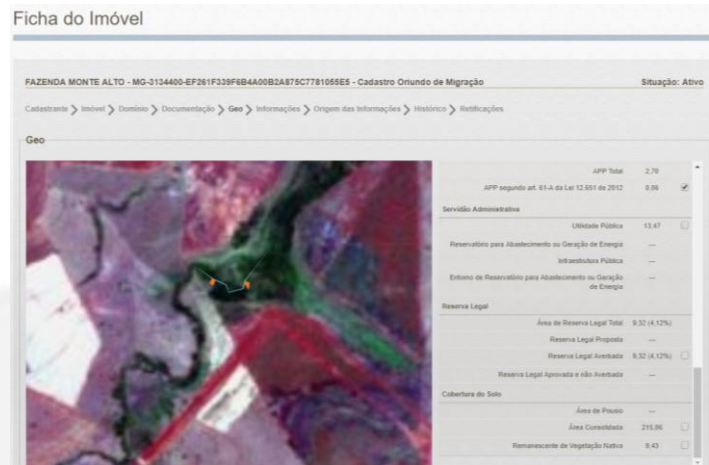 Ficha do Imóvel
FAZENDA MONTE ALTO - MG-3134400-EF261F339F6B4A00B2A875C7781055E5 - Cadastro Oriundo de Migração Situação: Ativo
Cadastrante Imóvel Domínio Documentação Geo Informações Origem das Informações Histórico Retificações
Geo
APP Total 2,70
APP segundo art. 61-A da Lei 12.651 de 2012 0,06
Servidão Administrativa
Utilidade Pública 13,47
Reservatório para Abastecimento ou Geração de Energia ---
Infraestrutura Pública ---
Entorno de Reservatório para Abastecimento ou Geração ---
de Energia
Reserva Legal
Área de Reserva Legal Total 9,32 (4,12%)
Reserva Legal Proposta ---
Reserva Legal Averbada 9,32 (4,12%)
Reserva Legal Aprovada e não Averbada ---
Cobertura do Solo
Área de Pousio ---
Área Consolidada 215,06
Remanescente de Vegetação Nativa 9,43